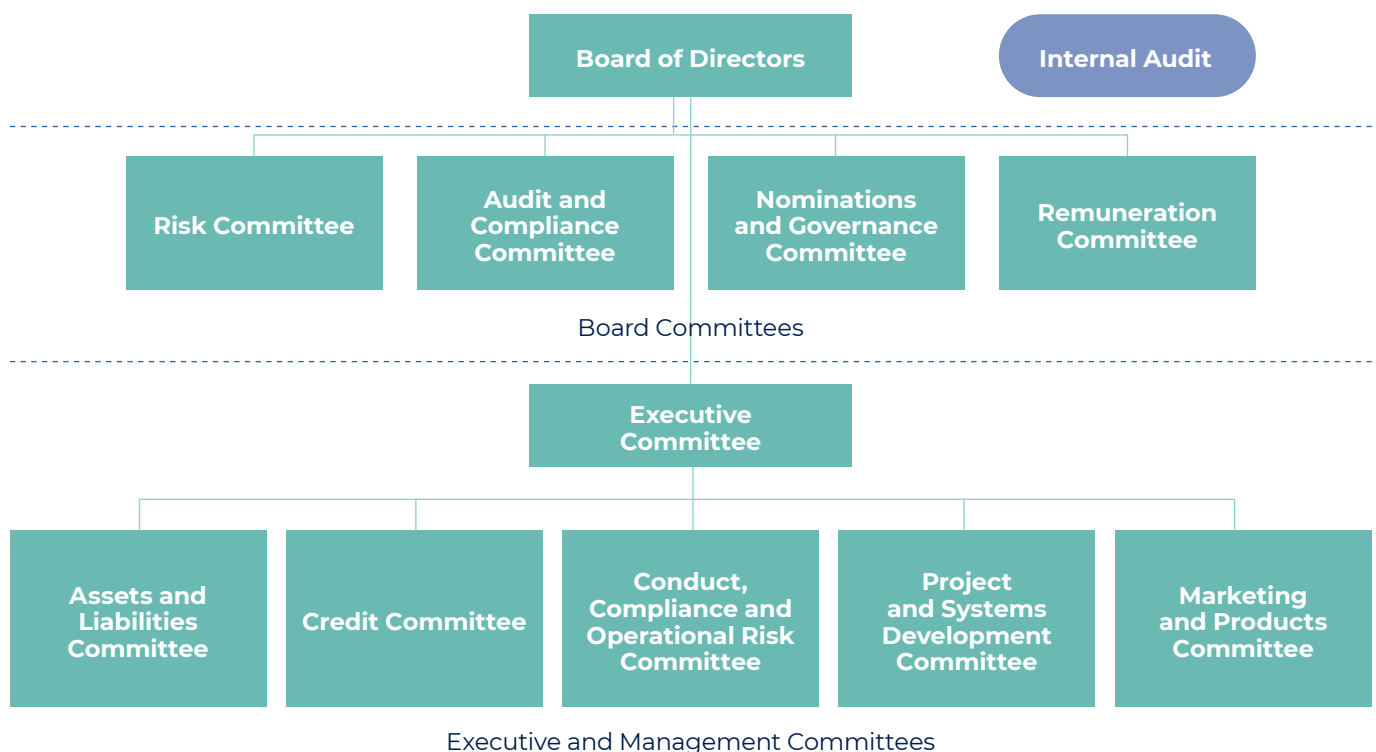 Board of Directors
Internal Audit
Risk Committee
Audit and
Compliance
Committee
Nominations
and Governance
Committee
Remuneration
Committee
Board Committees
Executive
Committee
Assets and
Liabilities
Committee
Credit Committee
Conduct,
Compliance and
Operational Risk
Committee
Project
and Systems
Development
Committee
Marketing
and Products
Committee
Executive and Management Committees